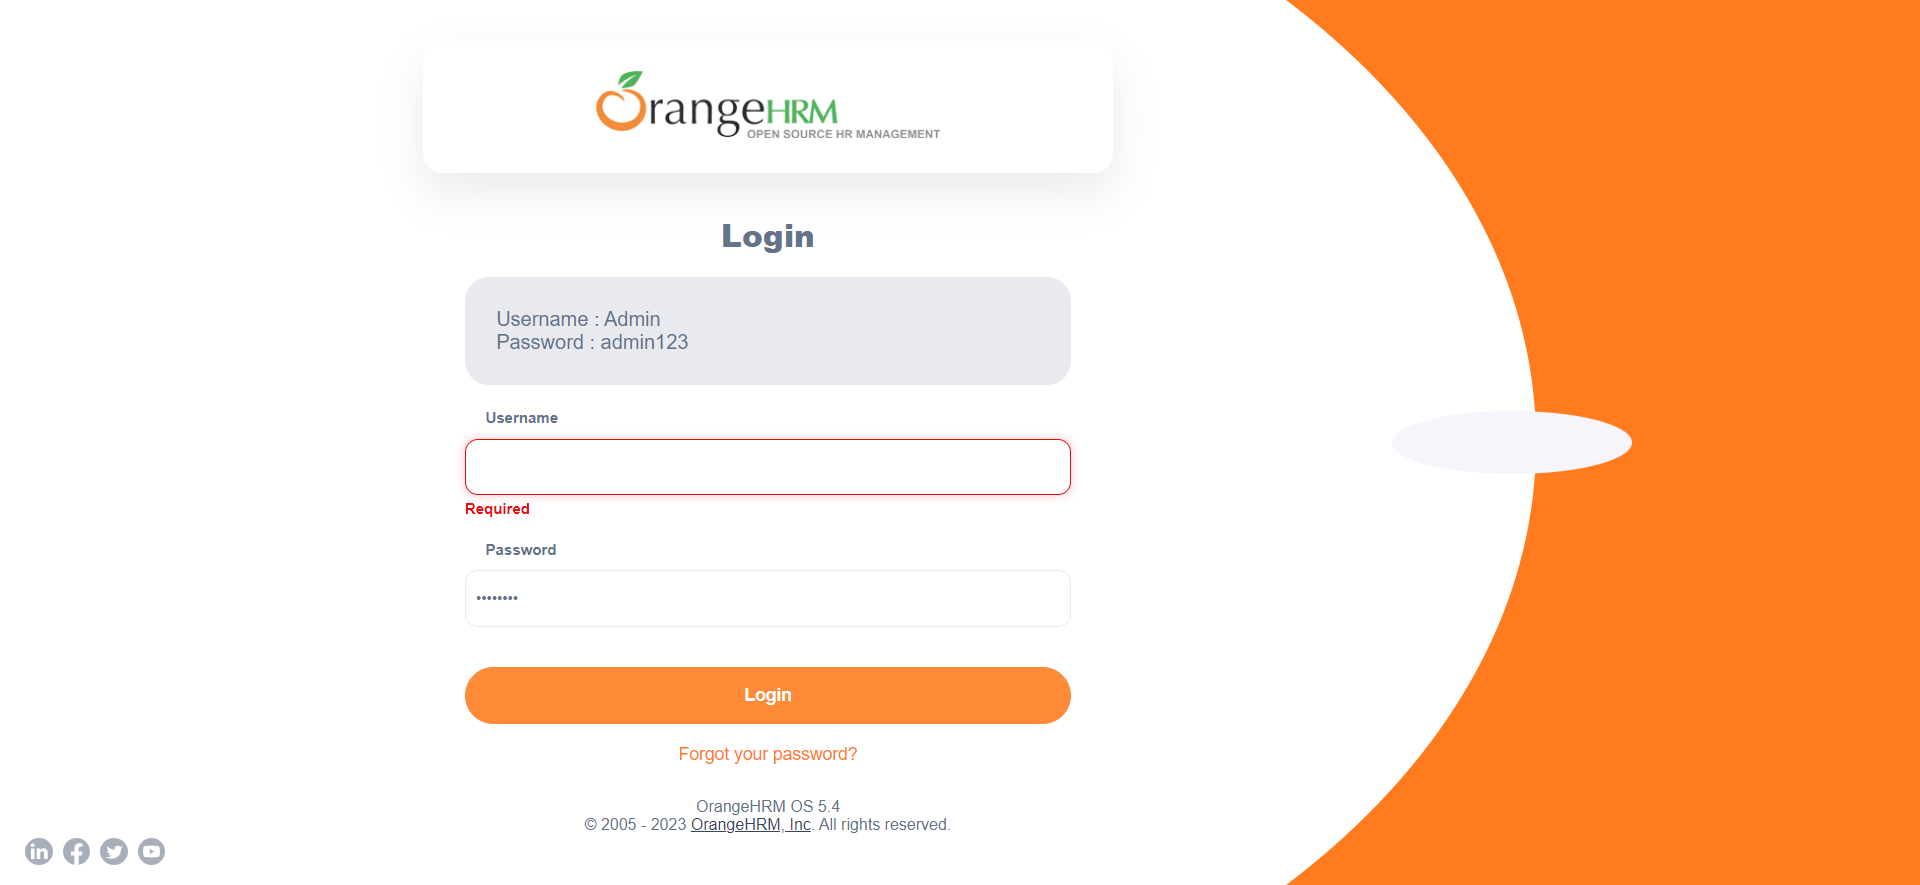 OrangeHRM
OPEN SOURCE HR MANAGEMENT
Login
Username : Admin
Password : admin123
Username
Required
Password
••••••••
Login
Forgot your password?
OrangeHRM OS 5.4
© 2005 - 2023 OrangeHRM, Inc. All rights reserved.